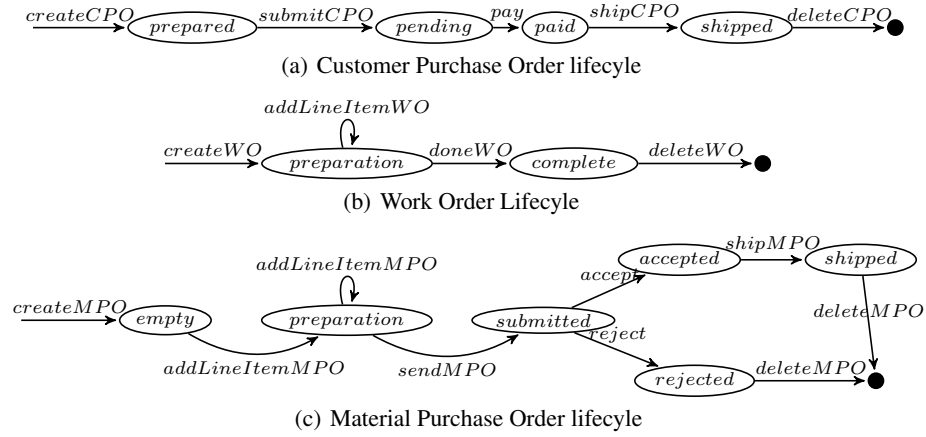 createCPO prepared submitCPO pending pay paid shipCPO shipped deleteCPO
(a) Customer Purchase Order lifecyle
addLineItemWO
createWO preparation doneWO complete deleteWO
(b) Work Order Lifecyle
accepted shipMPO shipped
addLineItemMPO accept
createMPO empty preparation submitted deleteMPO
reject
addLineItemMPO sendMPO rejected deleteMPO
(c) Material Purchase Order lifecyle